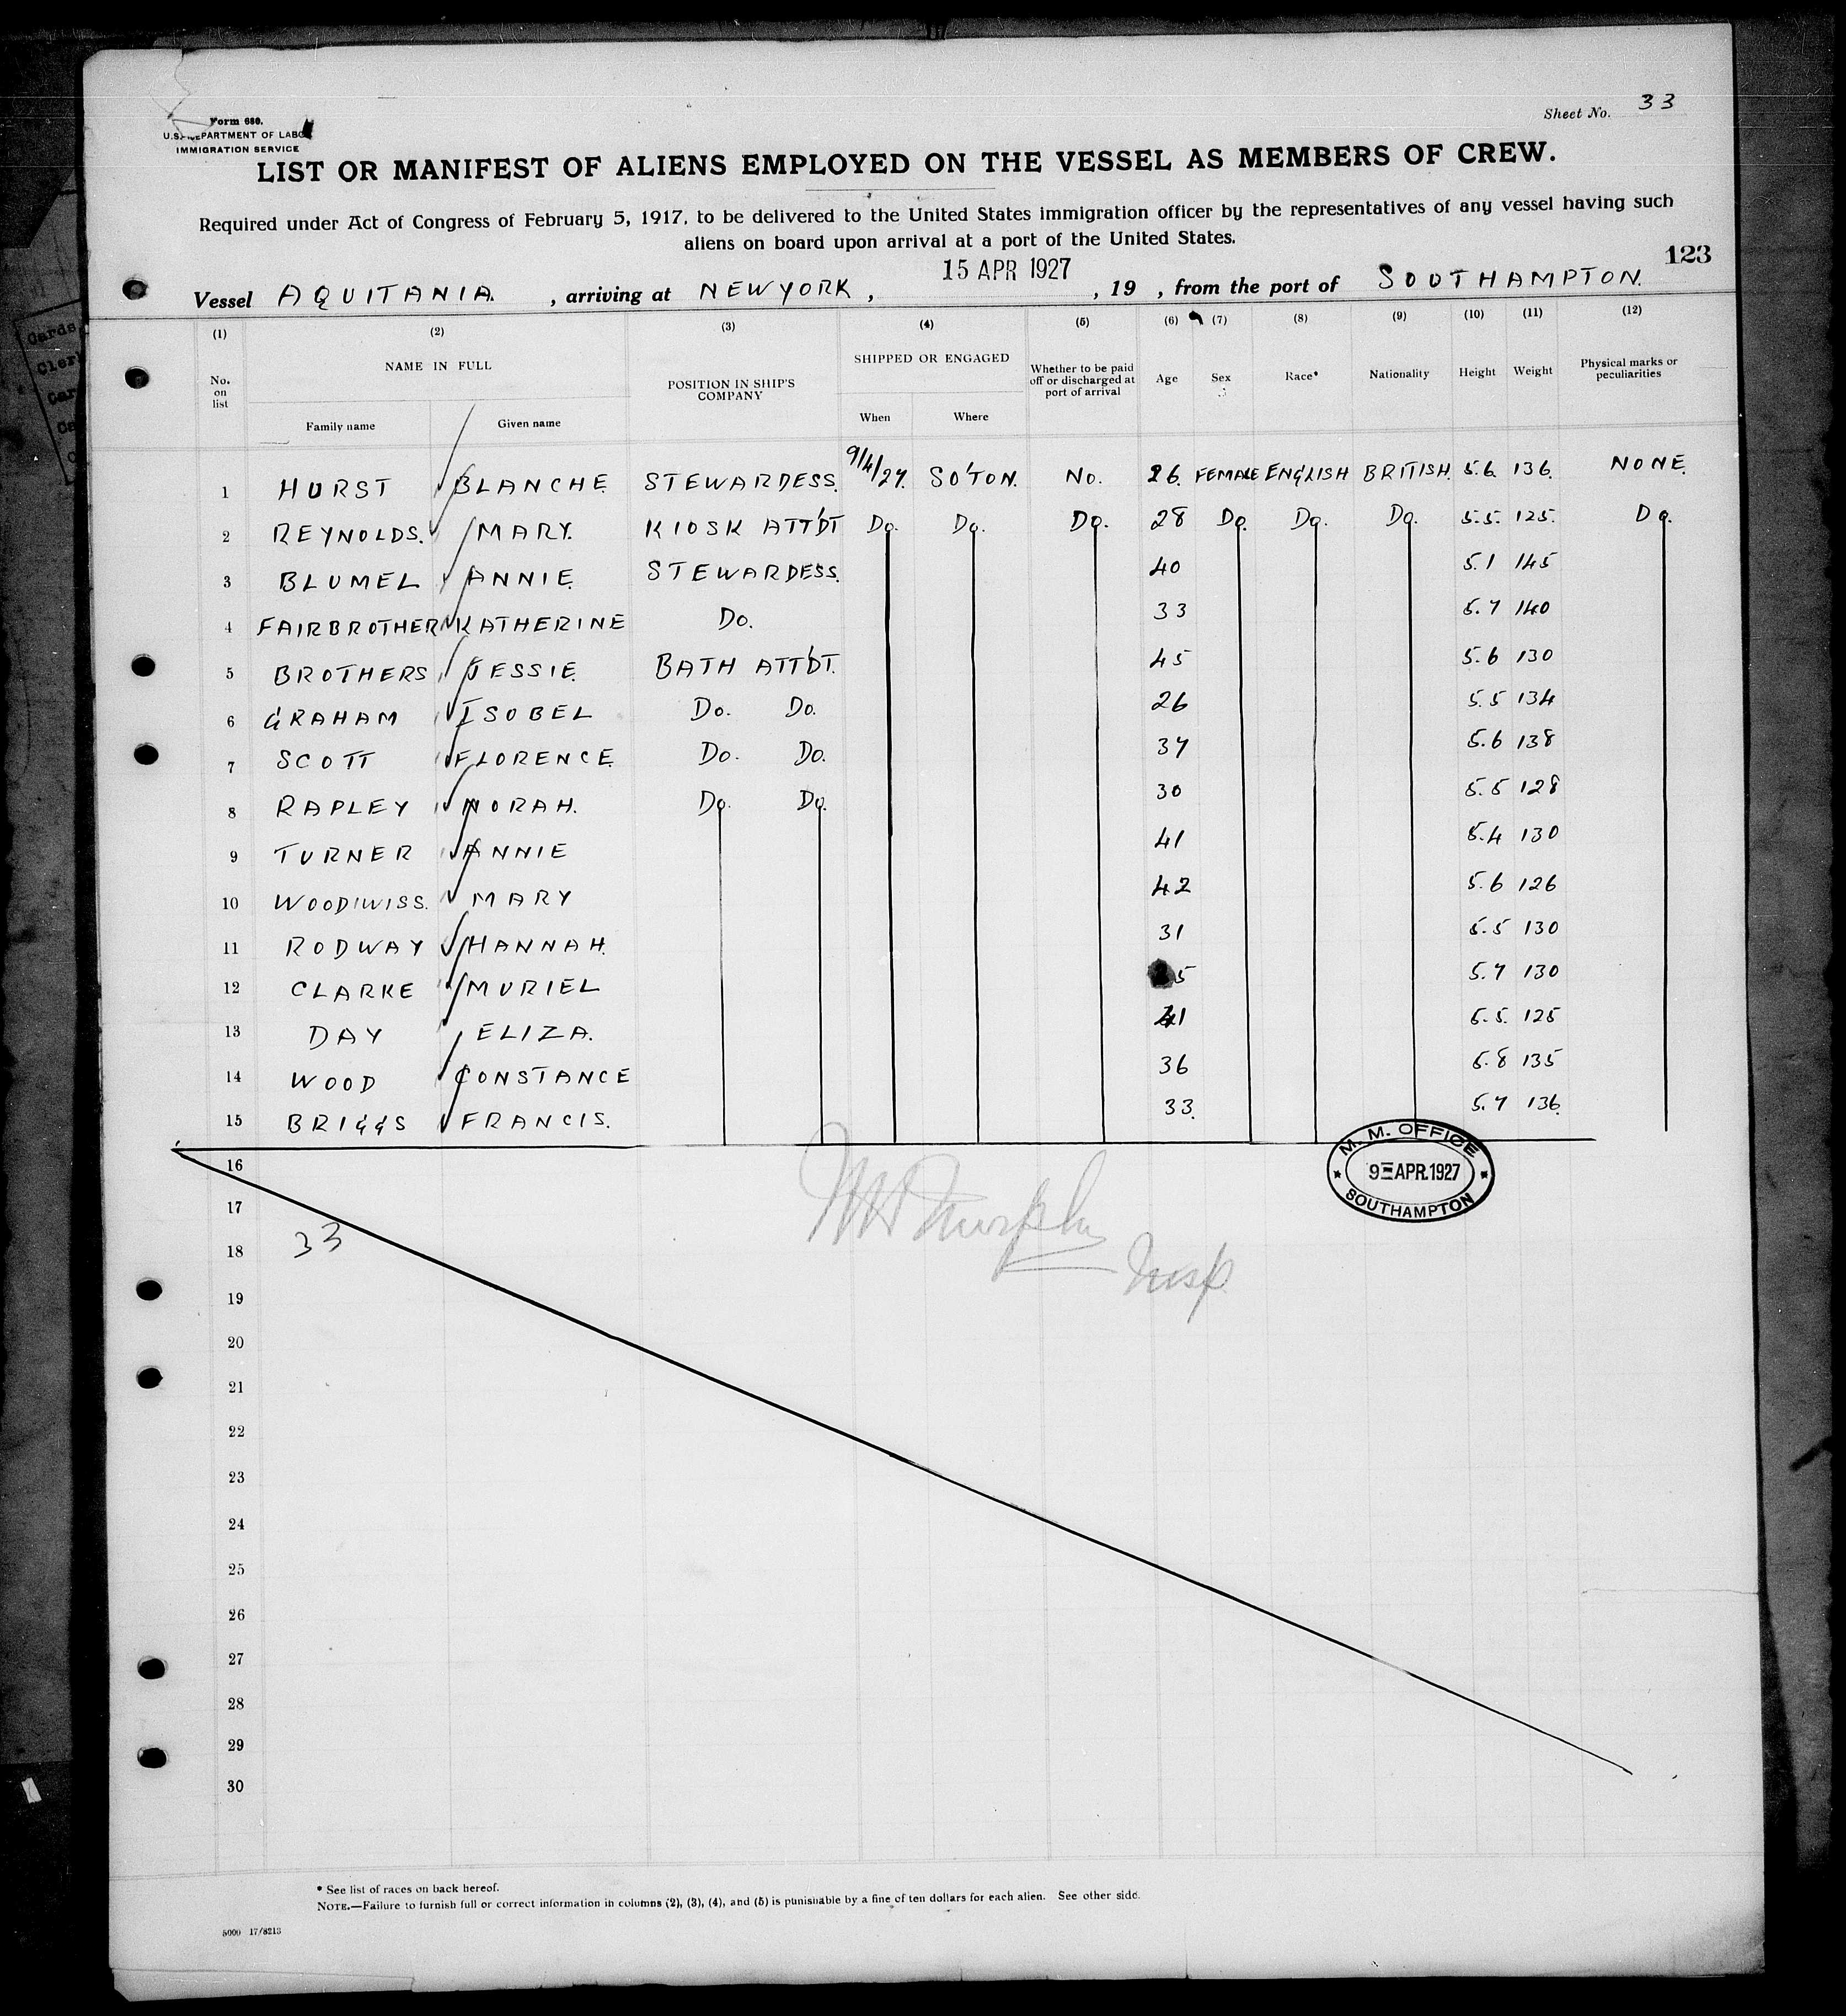 Sheet No. 33
Form 680.
U.S. DEPARTMENT OF LABOR
IMMIGRATION SERVICE
LIST OR MANIFEST OF ALIENS EMPLOYED ON THE VESSEL AS MEMBERS OF CREW.
Required under Act of Congress of February 5, 1917, to be delivered to the United States immigration officer by the representatives of any vessel having such
aliens on board upon arrival at a port of the United States.
123
15 APR 1927
Vessel AQUITANIA. , arriving at NEW YORK , , 19 , from the port of SOUTHAMPTON.
(1) (2) (3) (4) (5) (6) (7) (8) (9) (10) (11) (12)
No. on list NAME IN FULL POSITION IN SHIP'S COMPANY SHIPPED OR ENGAGED Whether to be paid off or discharged at port of arrival Age Sex Race* Nationality Height Weight Physical marks or peculiarities
Family name Given name When Where
1 HURST BLANCHE STEWARDESS. 9/4/27. SO'TON. No. 26. FEMALE ENGLISH BRITISH. 5.6. 136. NONE.
2 REYNOLDS. MARY. KIOSK ATT'DT Do. Do. Do. 28 Do. Do. Do. 5.5. 125. Do.
3 BLUMEL ANNIE. STEWARDESS. 40 5.1 145
4 FAIRBROTHER KATHERINE Do. 33 5.7 140
5 BROTHERS JESSIE. BATH ATT'DT. 45 5.6 130
6 GRAHAM ISOBEL Do. Do. 26 5.5 134
7 SCOTT FLORENCE. Do. Do. 37 5.6 138
8 RAPLEY NORAH. Do. Do. 30 5.5 128
9 TURNER ANNIE 41 5.4 130
10 WOODIWISS. MARY 42 5.6 126
11 RODWAY HANNAH. 31 5.5 130
12 CLARKE MURIEL 5 5.7 130
13 DAY ELIZA. 41 5.5. 125
14 WOOD CONSTANCE 36 5.8 135
15 BRIGGS FRANCIS. 33. 5.7 136.
M. M. OFFICE
9 APR. 1927
SOUTHAMPTON
16
17
18 33
Murphy
Insp.
19
20
21
22
23
24
25
26
27
28
29
30
* See list of races on back hereof.
NOTE.—Failure to furnish full or correct information in columns (2), (3), (4), and (5) is punishable by a fine of ten dollars for each alien. See other side.
5000 17/8213